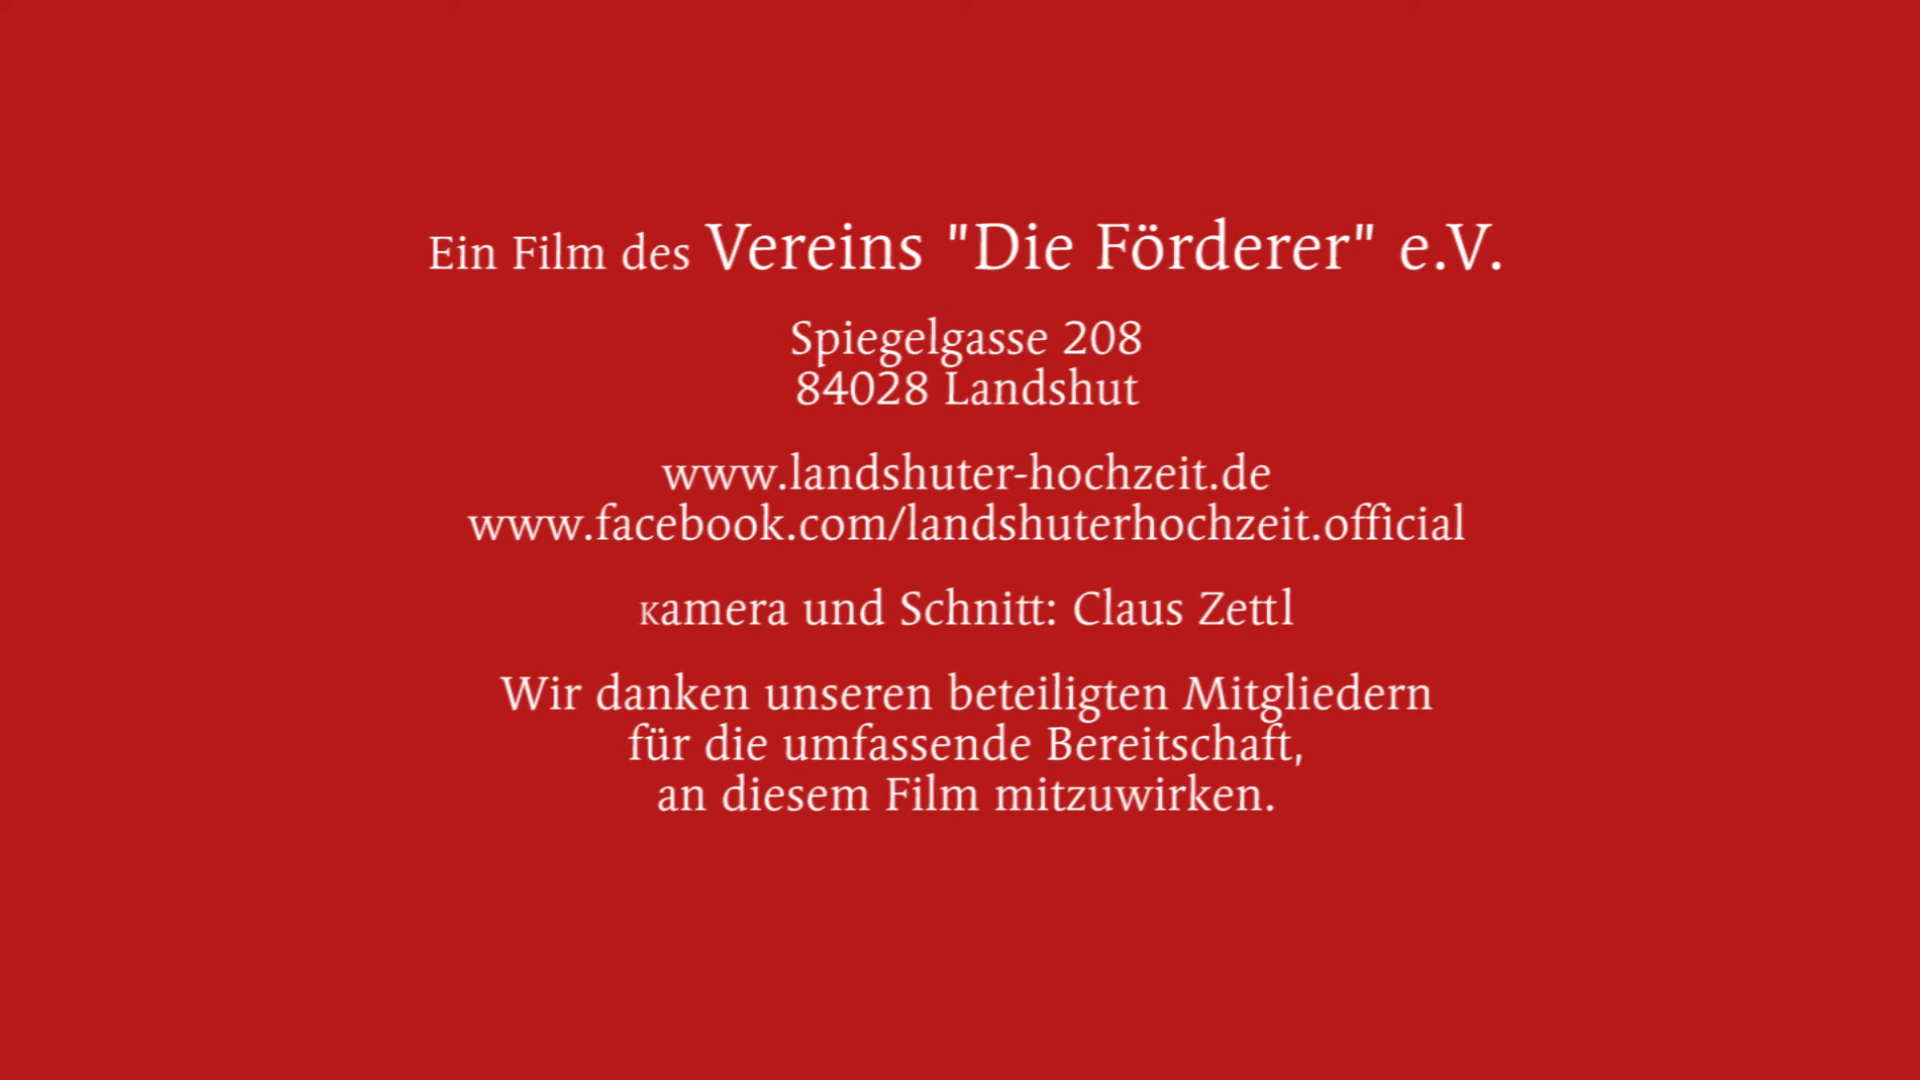 Ein Film des Vereins "Die Förderer" e.V.
Spiegelgasse 208
84028 Landshut
www.landshuter-hochzeit.de
www.facebook.com/landshuterhochzeit.official
Kamera und Schnitt: Claus Zettl
Wir danken unseren beteiligten Mitgliedern
für die umfassende Bereitschaft,
an diesem Film mitzuwirken.